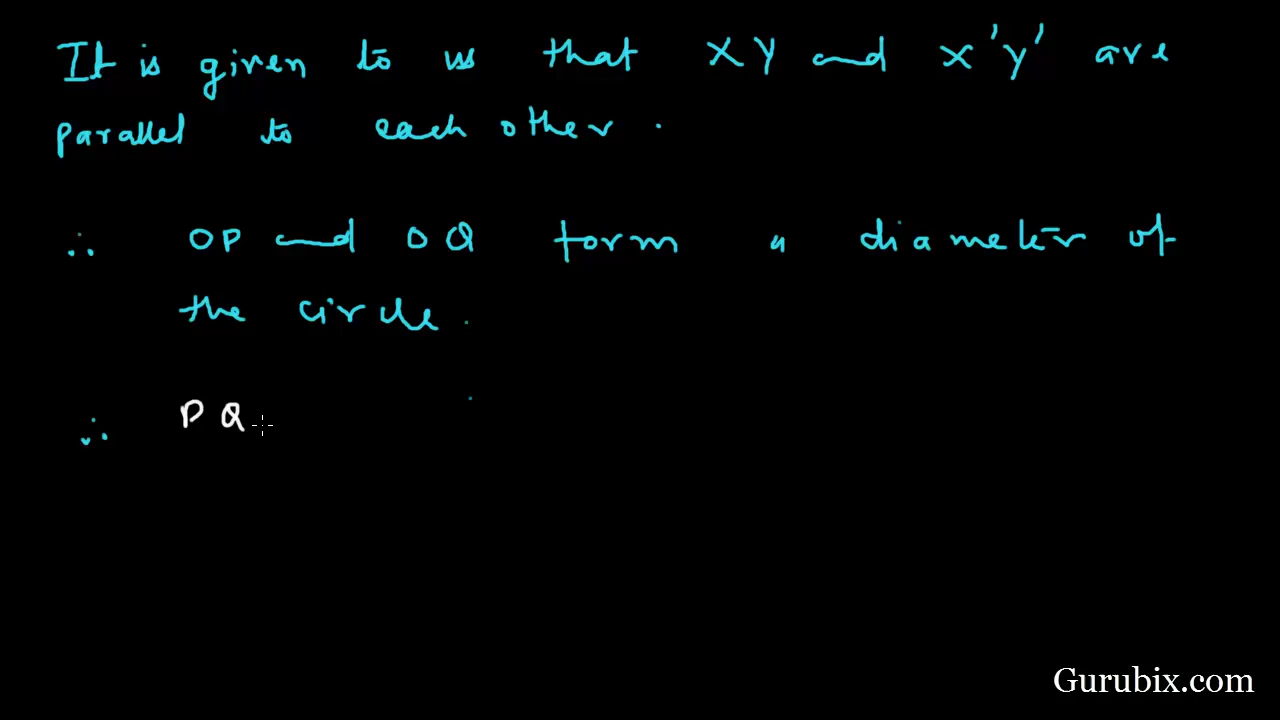 It is given to us that XY and X'Y' are
parallel to each other.
∴ OP and OQ form a diameter of
the circle.
∴ PQ
Gurubix.com